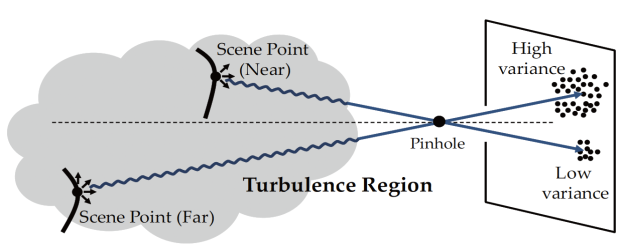 Scene Point
(Near)
High
variance
Pinhole
Turbulence Region
Low
variance
Scene Point (Far)